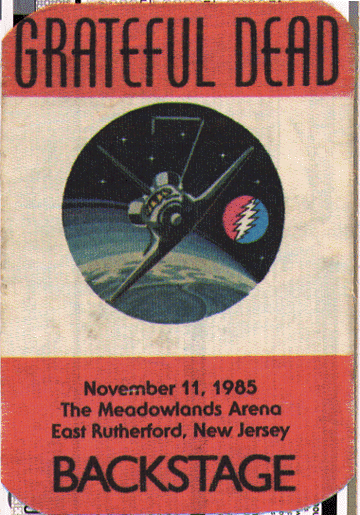 GRATEFUL DEAD
November 11, 1985
The Meadowlands Arena
East Rutherford, New Jersey
BACKSTAGE